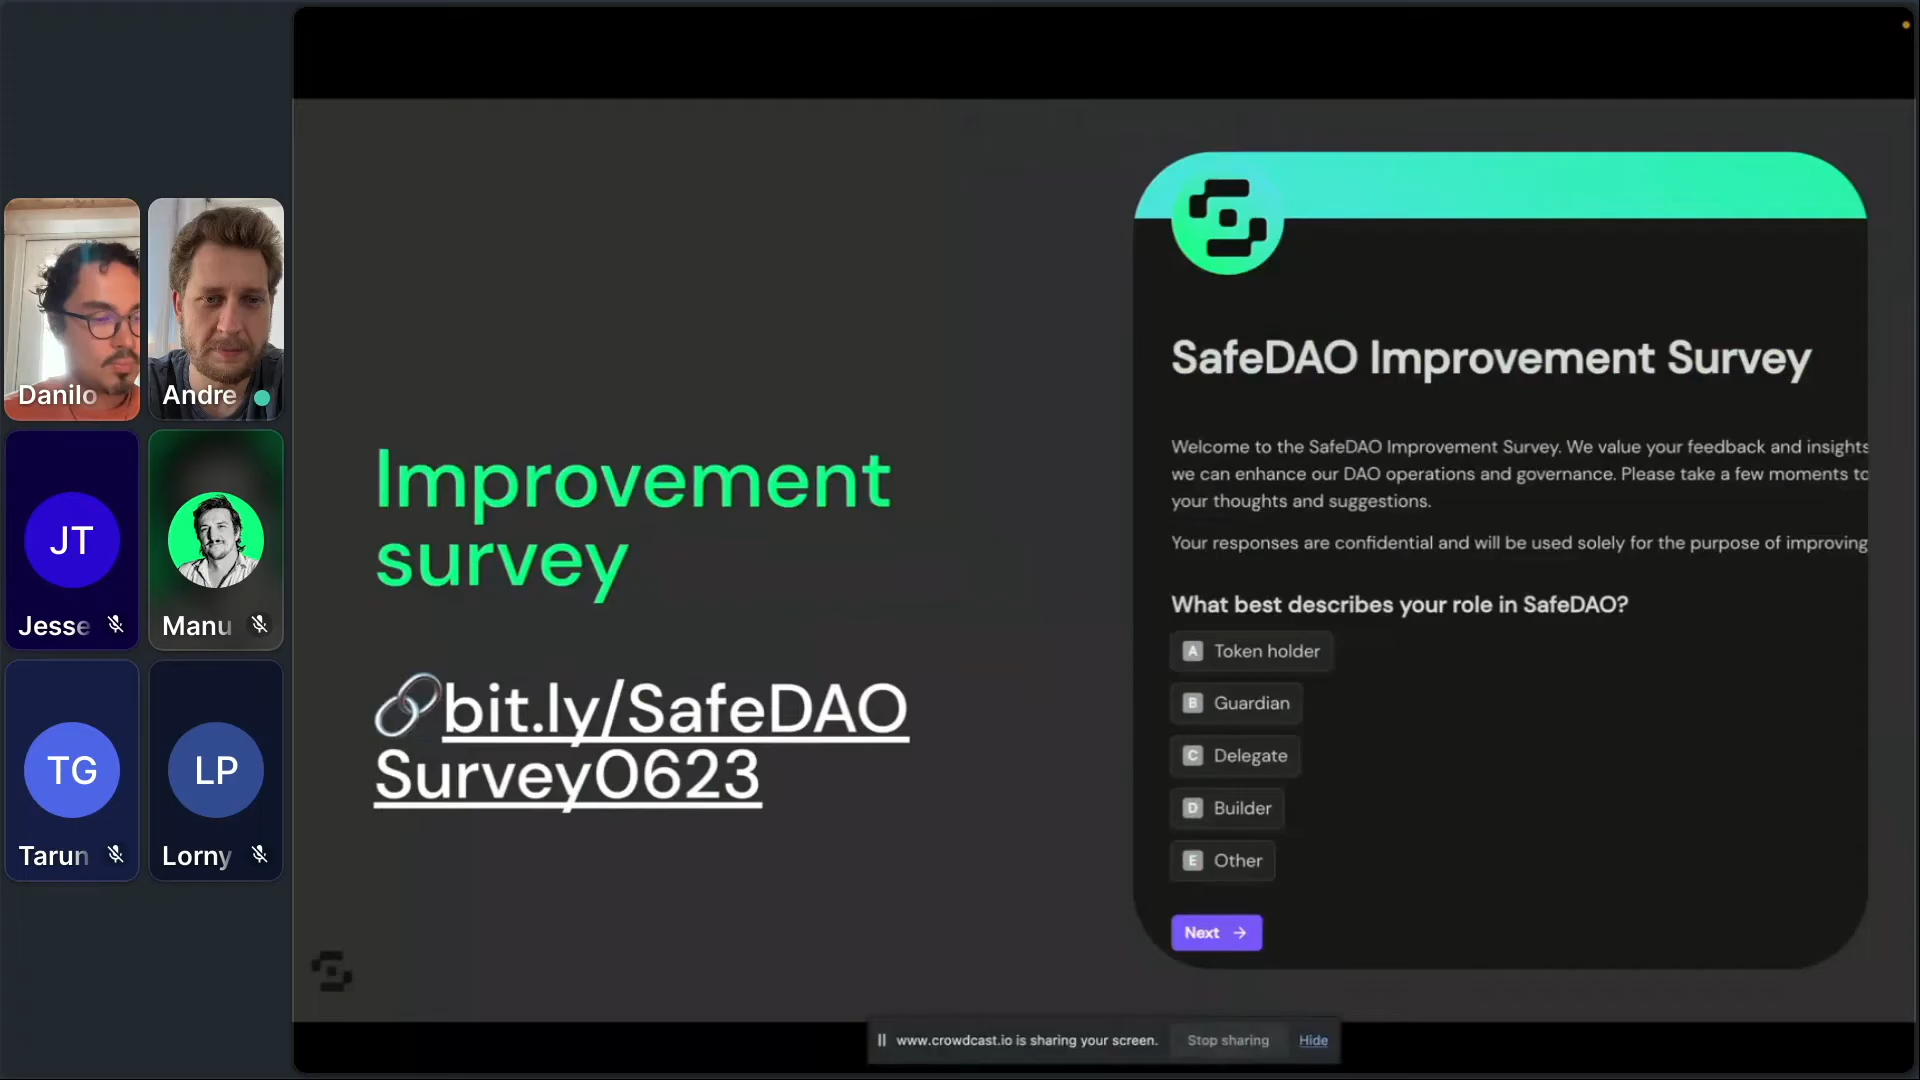 Danilo
Andre
JT
Jesse
Manu
TG
Tarun
LP
Lorny
Improvement
survey
bit.ly/SafeDAO
Survey0623
SafeDAO Improvement Survey
Welcome to the SafeDAO Improvement Survey. We value your feedback and insights
we can enhance our DAO operations and governance. Please take a few moments to
your thoughts and suggestions.
Your responses are confidential and will be used solely for the purpose of improving
What best describes your role in SafeDAO?
A Token holder
B Guardian
C Delegate
D Builder
E Other
Next →
www.crowdcast.io is sharing your screen. Stop sharing Hide